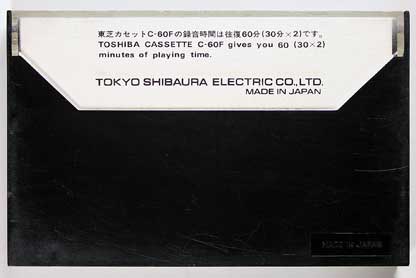 東芝カセットC-60Fの録音時間は往復60分(30分×2)です。
TOSHIBA CASSETTE C-60F gives you 60 (30×2)
minutes of playing time.
TOKYO SHIBAURA ELECTRIC CO., LTD.
MADE IN JAPAN
MADE IN JAPAN